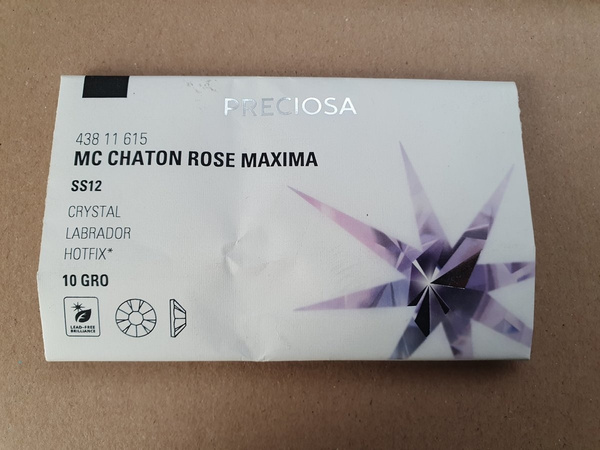 PRECIOSA
438 11 615
MC CHATON ROSE MAXIMA
SS12
CRYSTAL
LABRADOR
HOTFIX*
10 GRO
LEAD-FREE
BRILLIANCE